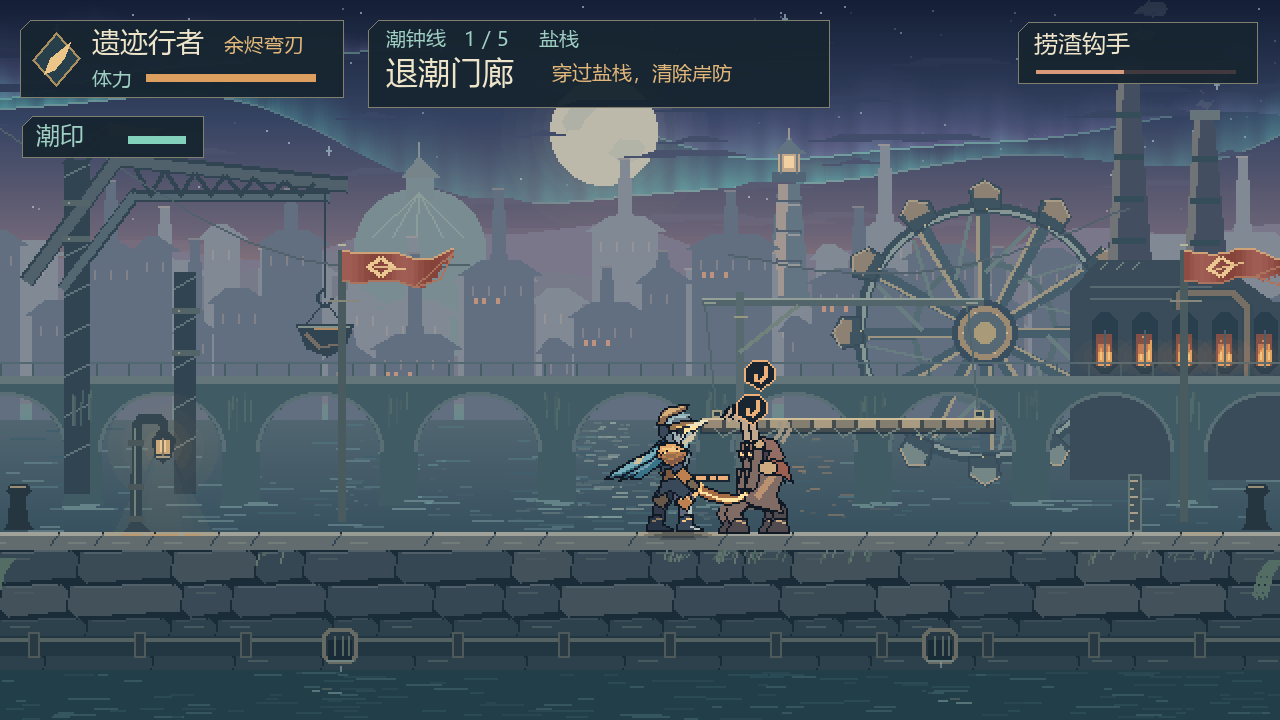 遗迹行者 余烬弯刃
体力
潮印
潮钟线 1 / 5 盐栈
退潮门廊 穿过盐栈，清除岸防
捞渣钩手
J
J